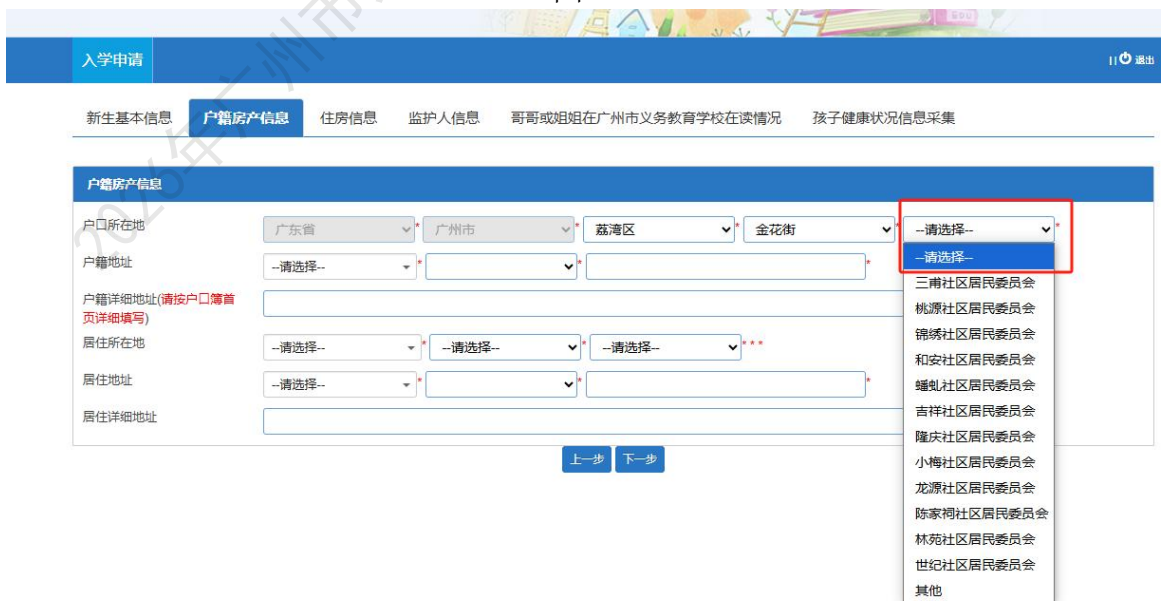 入学申请
退出
新生基本信息 户籍房产信息 住房信息 监护人信息 哥哥或姐姐在广州市义务教育学校在读情况 孩子健康状况信息采集
户籍房产信息
户口所在地 广东省 * 广州市 * 荔湾区 * 金花街 * --请选择-- *
--请选择--
户籍地址 --请选择-- * * *
三甫社区居民委员会
户籍详细地址(请按户口簿首
页详细填写)
桃源社区居民委员会
锦绣社区居民委员会
居住所在地 --请选择-- * --请选择-- * --请选择-- * * *
和安社区居民委员会
居住地址 --请选择-- * * *
蟠虬社区居民委员会
吉祥社区居民委员会
居住详细地址
隆庆社区居民委员会
上一步 下一步
小梅社区居民委员会
龙源社区居民委员会
陈家祠社区居民委员会
林苑社区居民委员会
世纪社区居民委员会
其他
2026年广州市